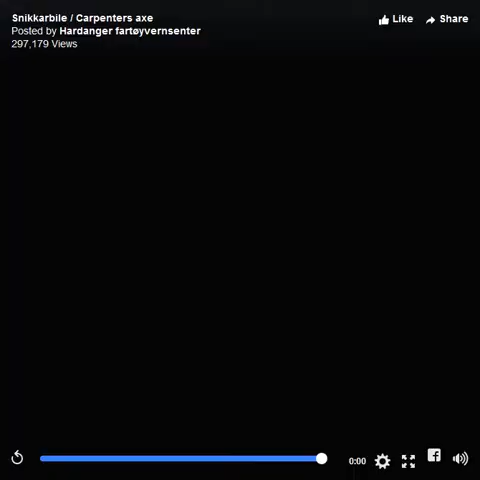 Snikkarbile / Carpenters axe
Like
Share
Posted by Hardanger fartøyvernsenter
297,179 Views
0:00